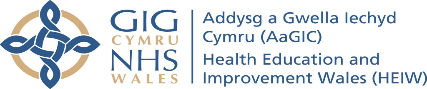 GIG
CYMRU
NHS
WALES
Addysg a Gwella Iechyd
Cymru (AaGIC)
Health Education and
Improvement Wales (HEIW)